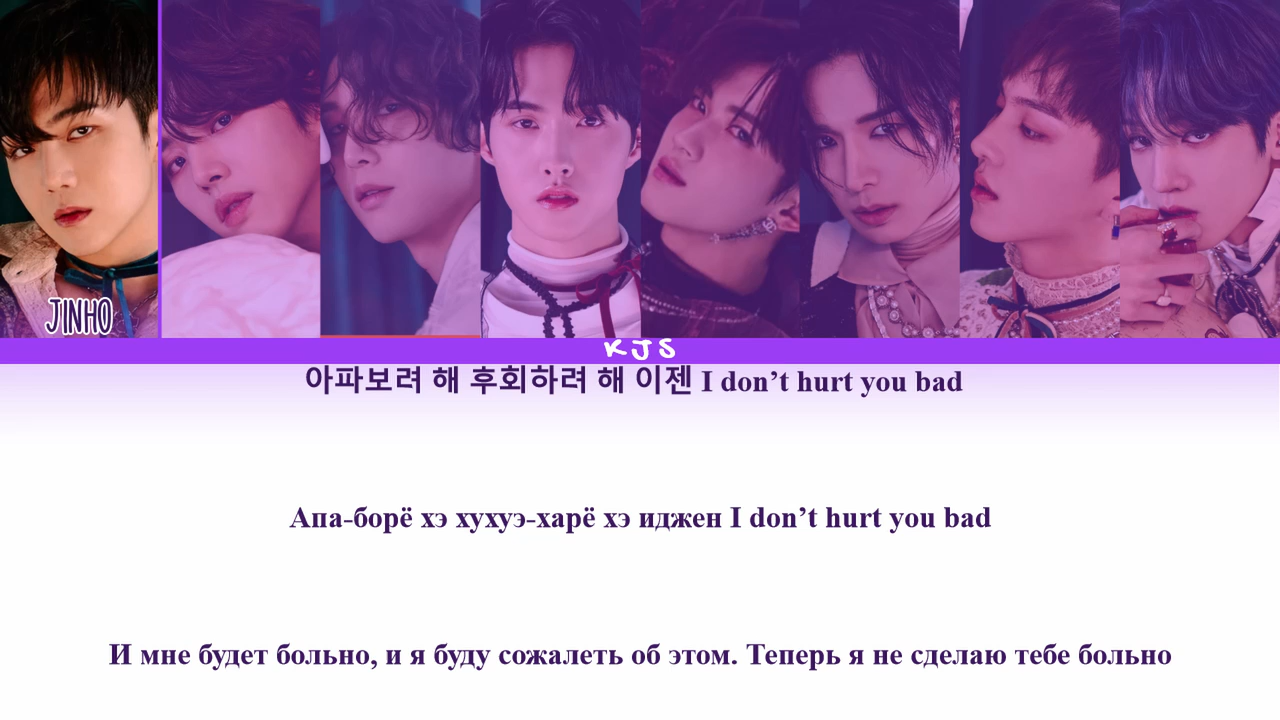 JINHO
KJS
아파보려 해 후회하려 해 이젠 I don’t hurt you bad
Апа-борё хэ хухуэ-харё хэ иджен I don’t hurt you bad
И мне будет больно, и я буду сожалеть об этом. Теперь я не сделаю тебе больно